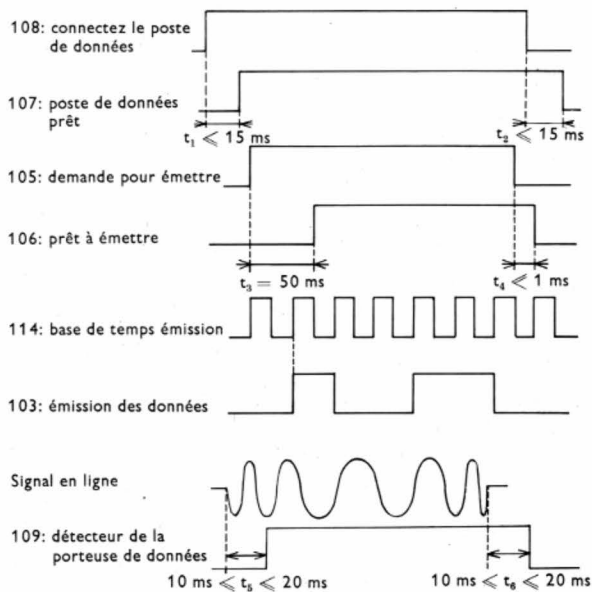 108: connectez le poste
de données
107: poste de données
prêt
t₁ ⩽ 15 ms
t₂ ⩽ 15 ms
105: demande pour émettre
106: prêt à émettre
t₃ = 50 ms
t₄ ⩽ 1 ms
114: base de temps émission
103: émission des données
Signal en ligne
109: détecteur de la
porteuse de données
10 ms ⩽ t₅ ⩽ 20 ms
10 ms ⩽ t₆ ⩽ 20 ms